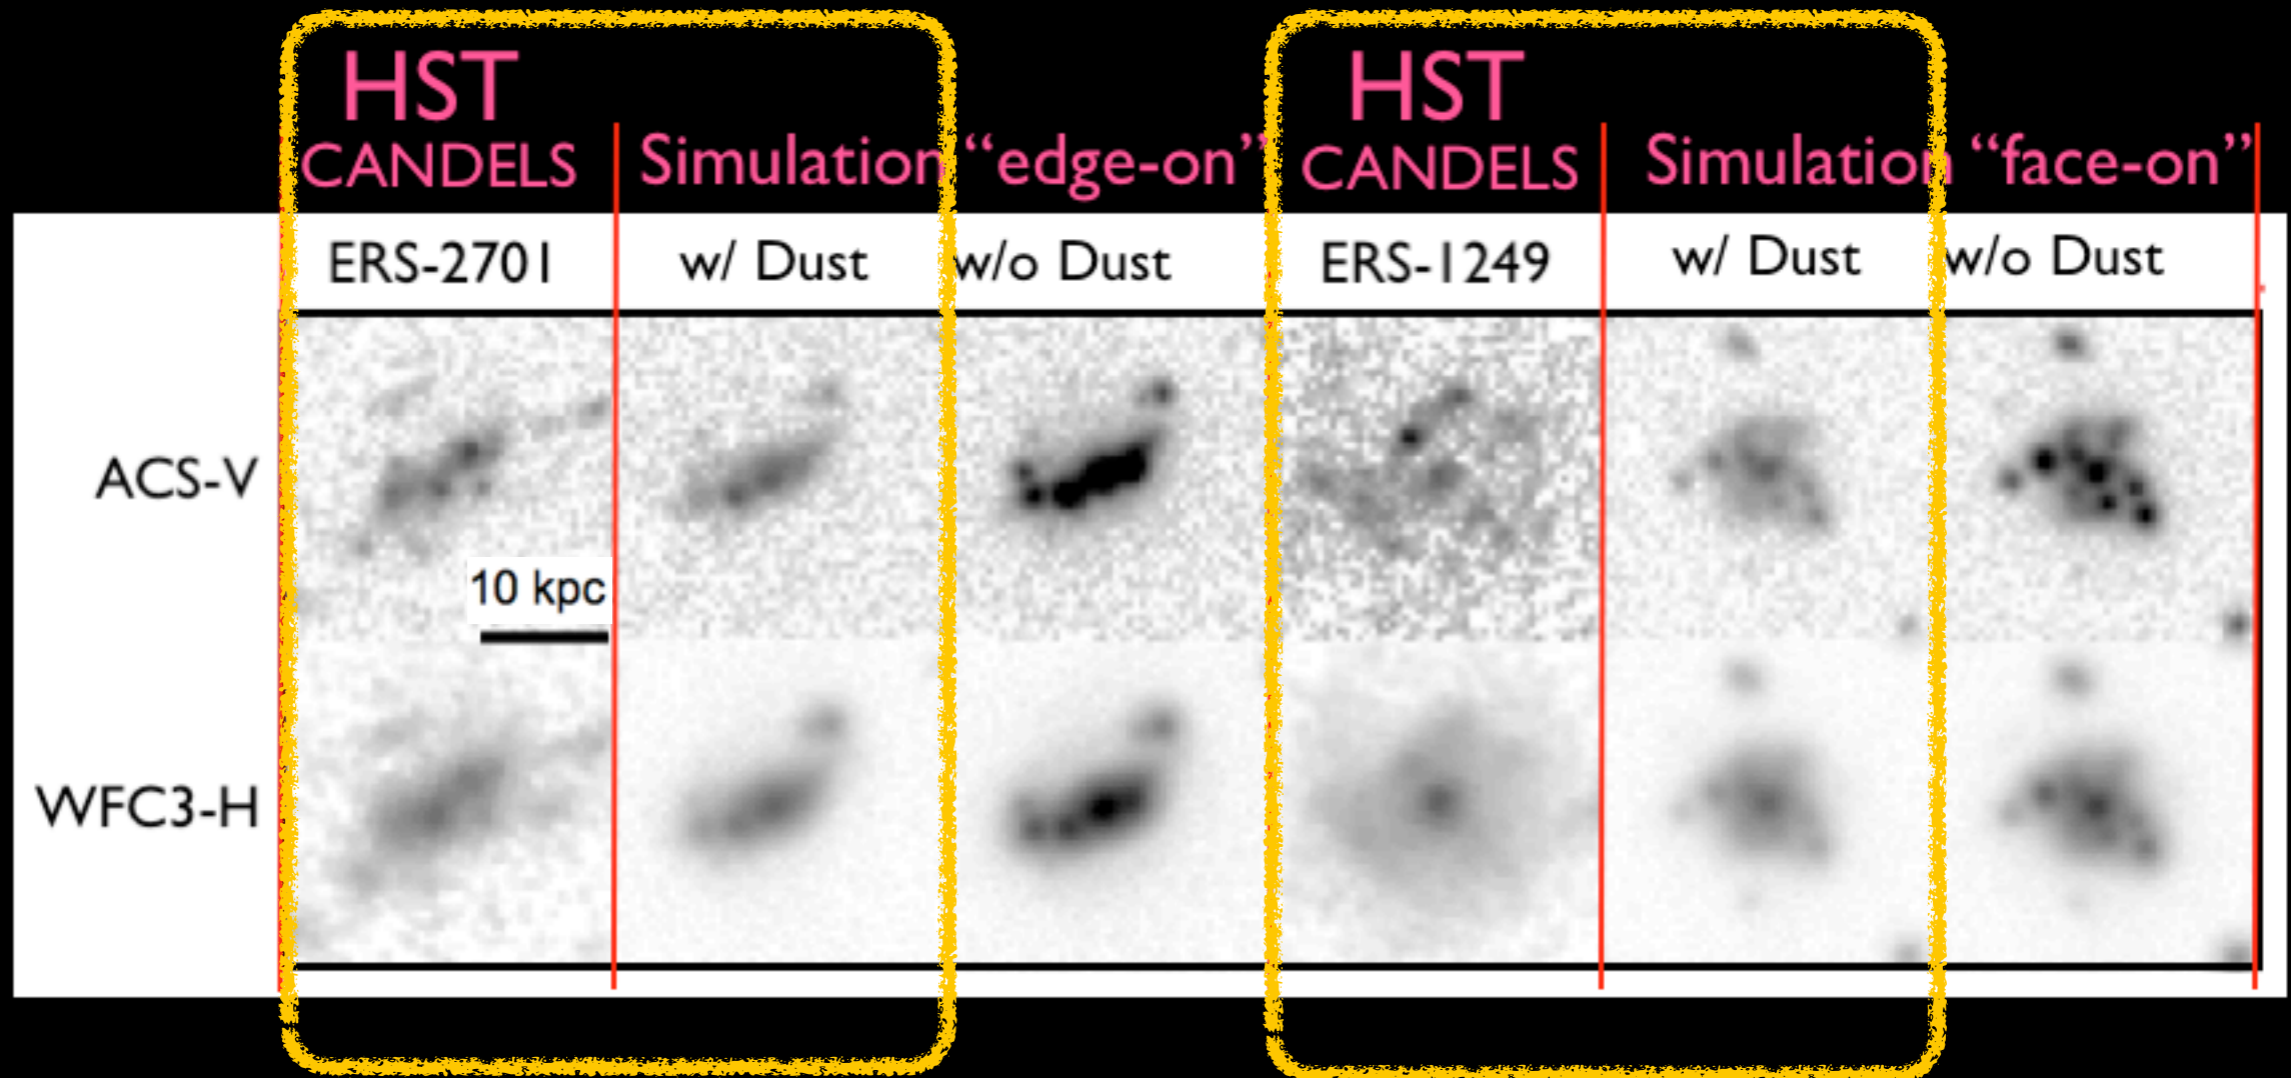 HST
CANDELS
Simulation “edge-on”
HST
CANDELS
Simulation “face-on”
ERS-2701
w/ Dust
w/o Dust
ERS-1249
w/ Dust
w/o Dust
ACS-V
10 kpc
WFC3-H